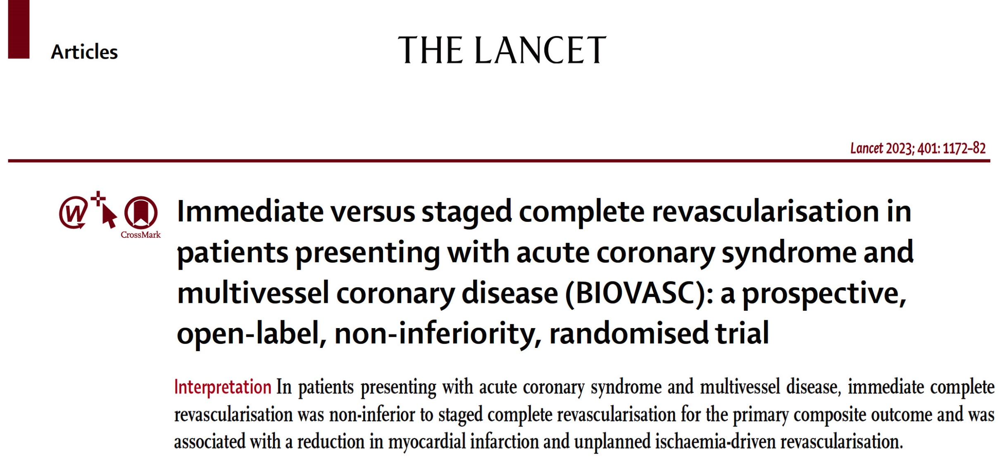 Articles
THE LANCET
Lancet 2023; 401: 1172–82
W
CrossMark
Immediate versus staged complete revascularisation in
patients presenting with acute coronary syndrome and
multivessel coronary disease (BIOVASC): a prospective,
open-label, non-inferiority, randomised trial
Interpretation In patients presenting with acute coronary syndrome and multivessel disease, immediate complete
revascularisation was non-inferior to staged complete revascularisation for the primary composite outcome and was
associated with a reduction in myocardial infarction and unplanned ischaemia-driven revascularisation.